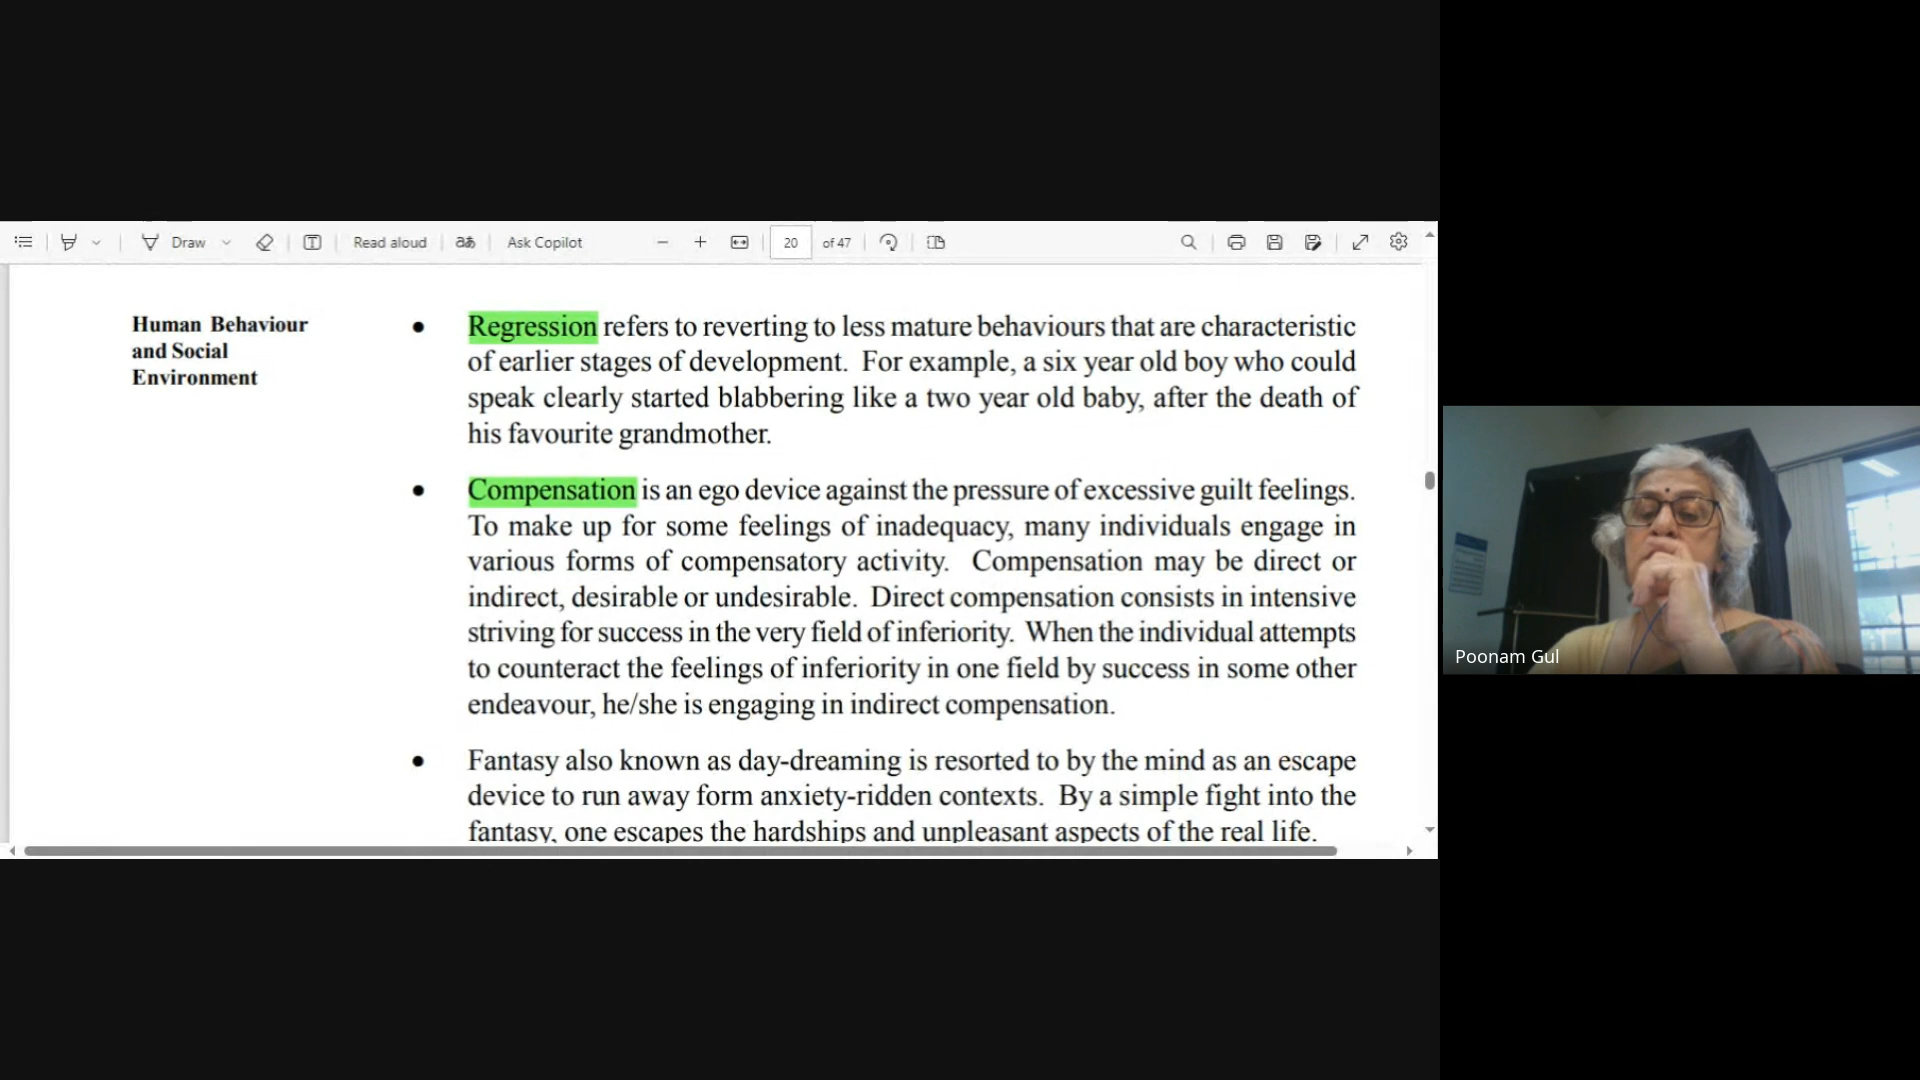 Draw
Read aloud
aあ
Ask Copilot
20 of 47
Human Behaviour
and Social
Environment
● Regression refers to reverting to less mature behaviours that are characteristic
of earlier stages of development. For example, a six year old boy who could
speak clearly started blabbering like a two year old baby, after the death of
his favourite grandmother.
● Compensation is an ego device against the pressure of excessive guilt feelings.
To make up for some feelings of inadequacy, many individuals engage in
various forms of compensatory activity. Compensation may be direct or
indirect, desirable or undesirable. Direct compensation consists in intensive
striving for success in the very field of inferiority. When the individual attempts
to counteract the feelings of inferiority in one field by success in some other
endeavour, he/she is engaging in indirect compensation.
● Fantasy also known as day-dreaming is resorted to by the mind as an escape
device to run away form anxiety-ridden contexts. By a simple fight into the
fantasy, one escapes the hardships and unpleasant aspects of the real life.
Poonam Gul